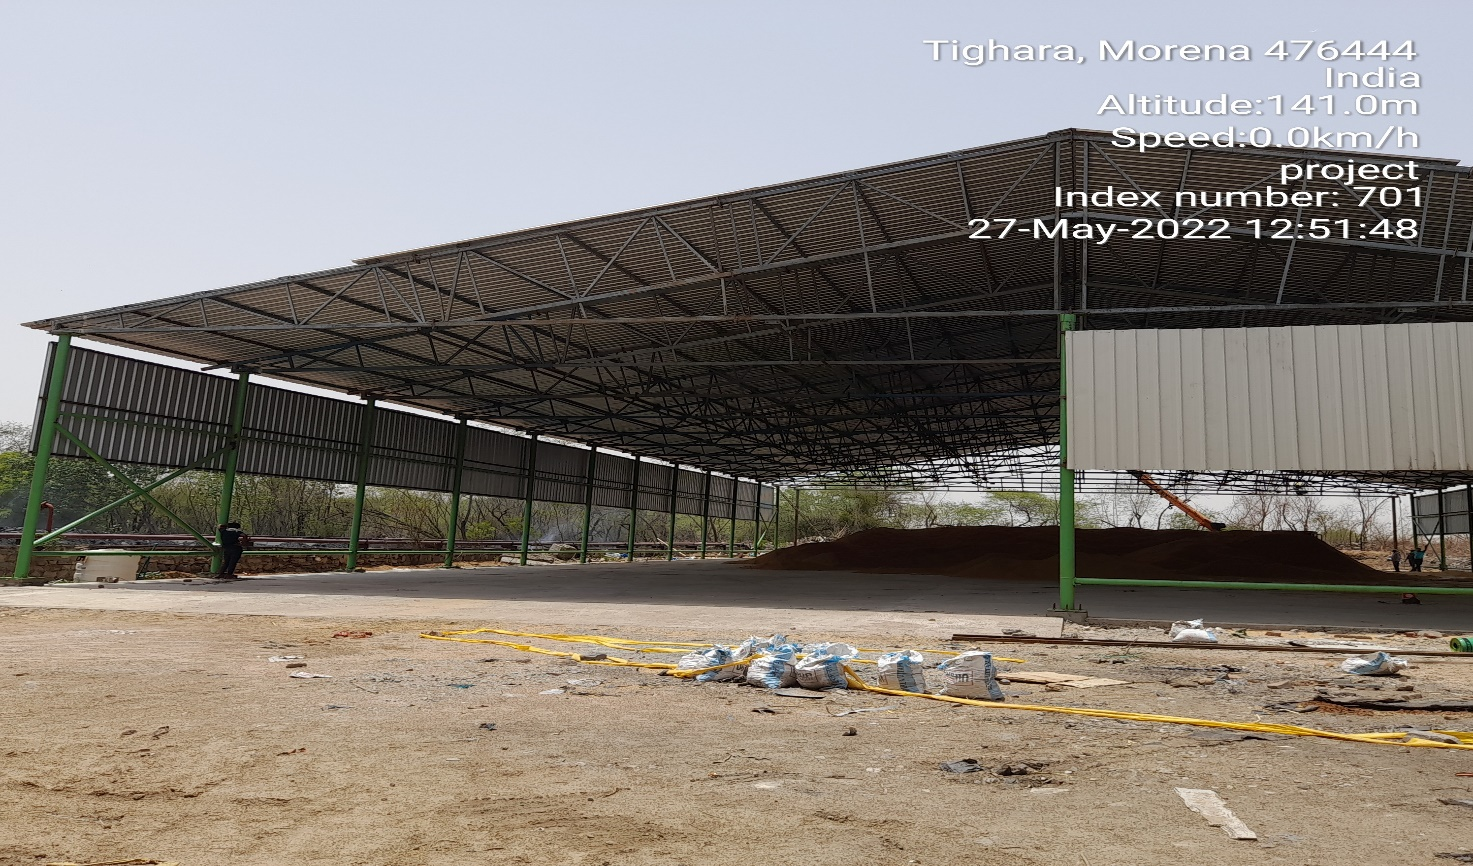 Tighara, Morena 476444
India
Altitude:141.0m
Speed:0.0km/h
project
Index number: 701
27-May-2022 12:51:48